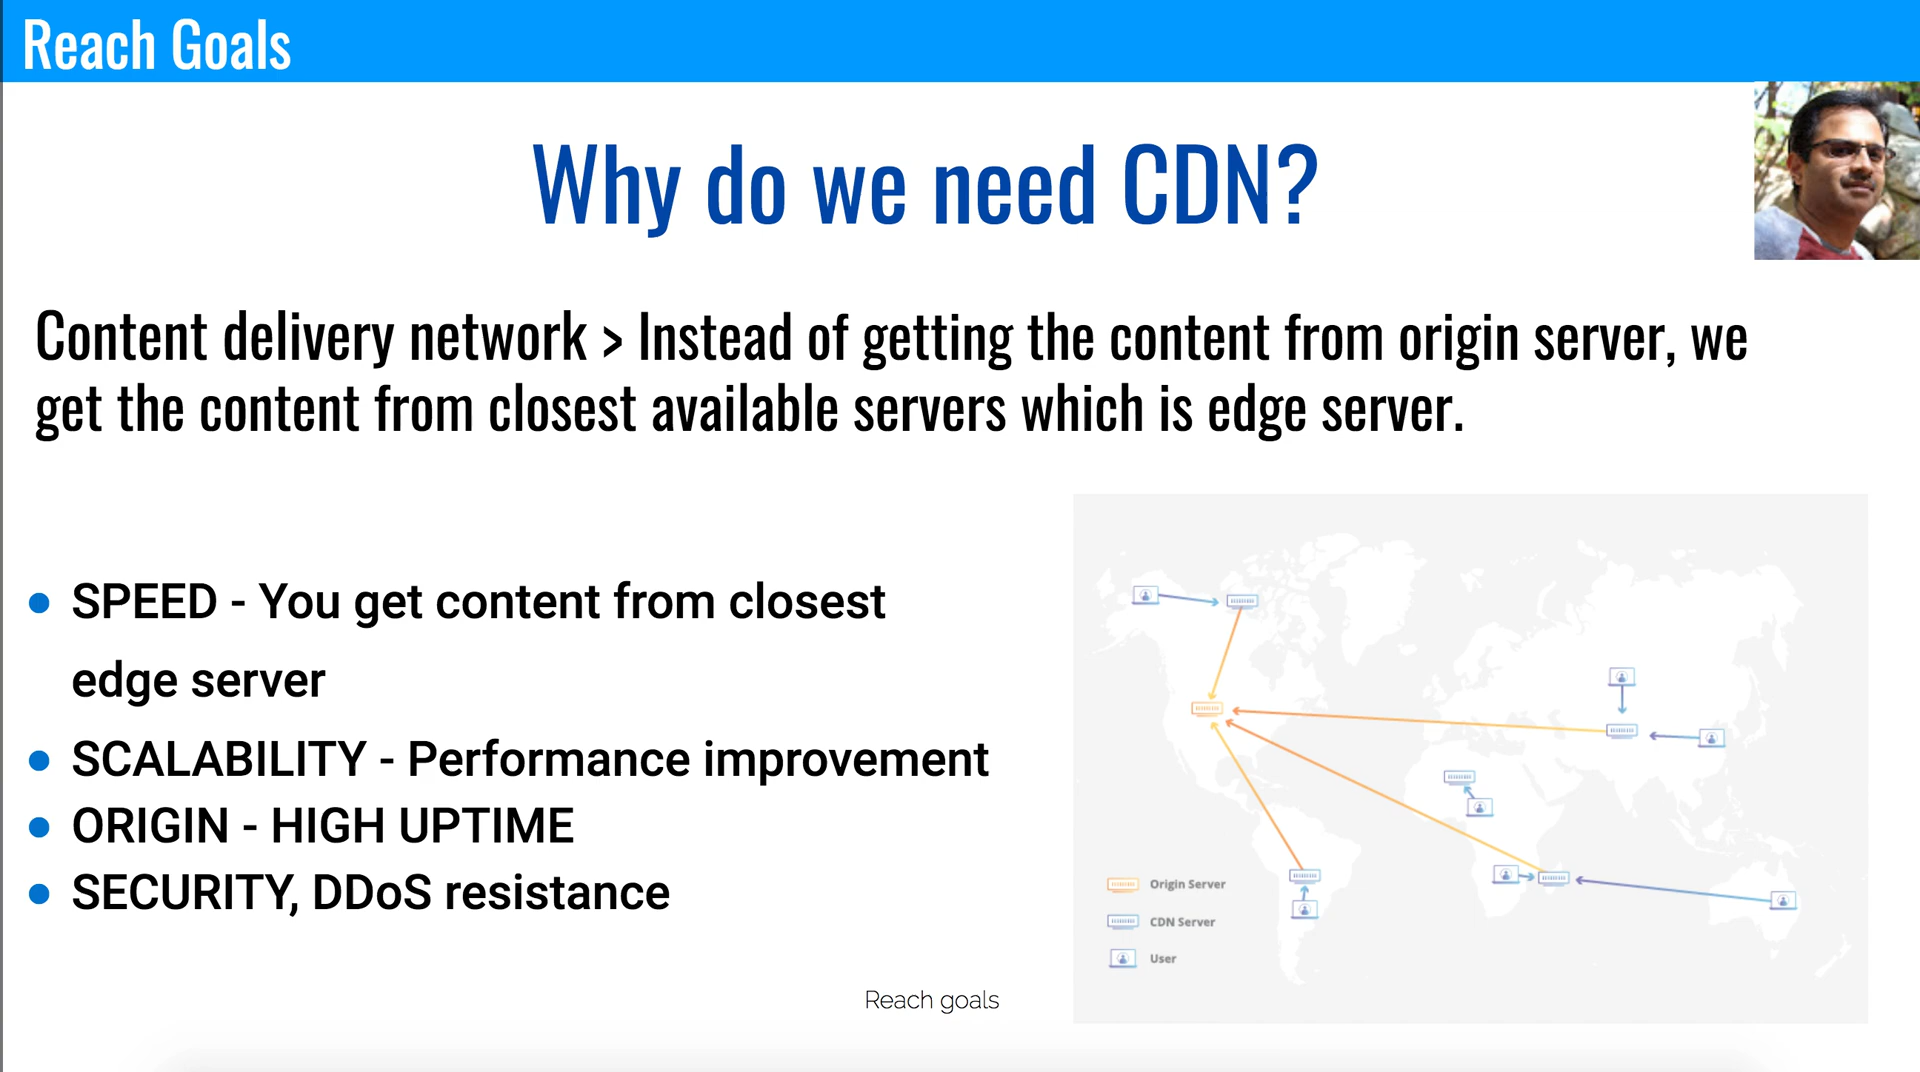 Reach Goals
Why do we need CDN?
Content delivery network > Instead of getting the content from origin server, we
get the content from closest available servers which is edge server.
● SPEED - You get content from closest
edge server
● SCALABILITY - Performance improvement
● ORIGIN - HIGH UPTIME
● SECURITY, DDoS resistance
Origin Server
CDN Server
User
Reach goals